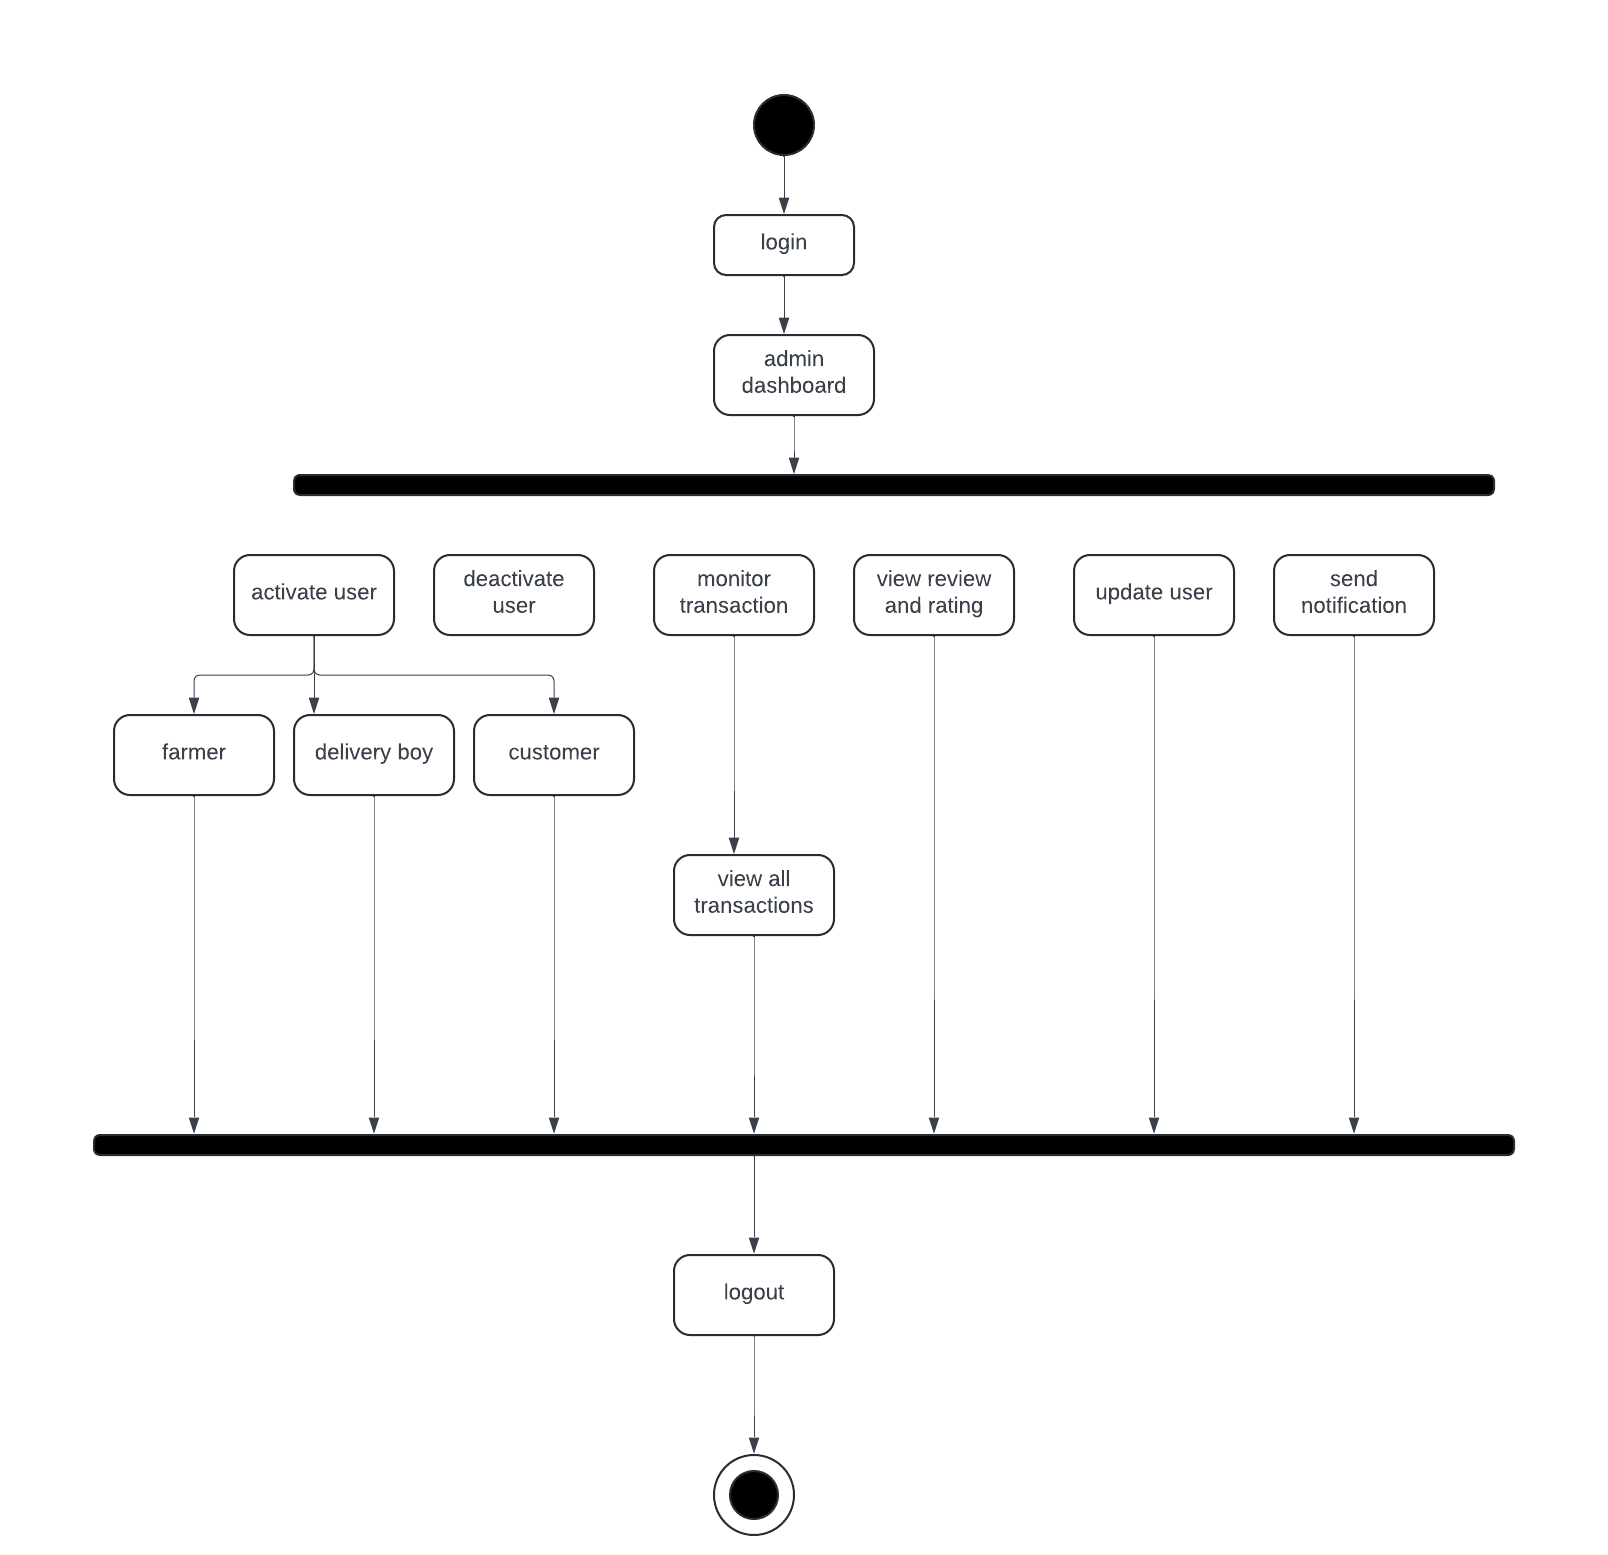 login
admin
dashboard
activate user
deactivate
user
monitor
transaction
view review
and rating
update user
send
notification
farmer
delivery boy
customer
view all
transactions
logout